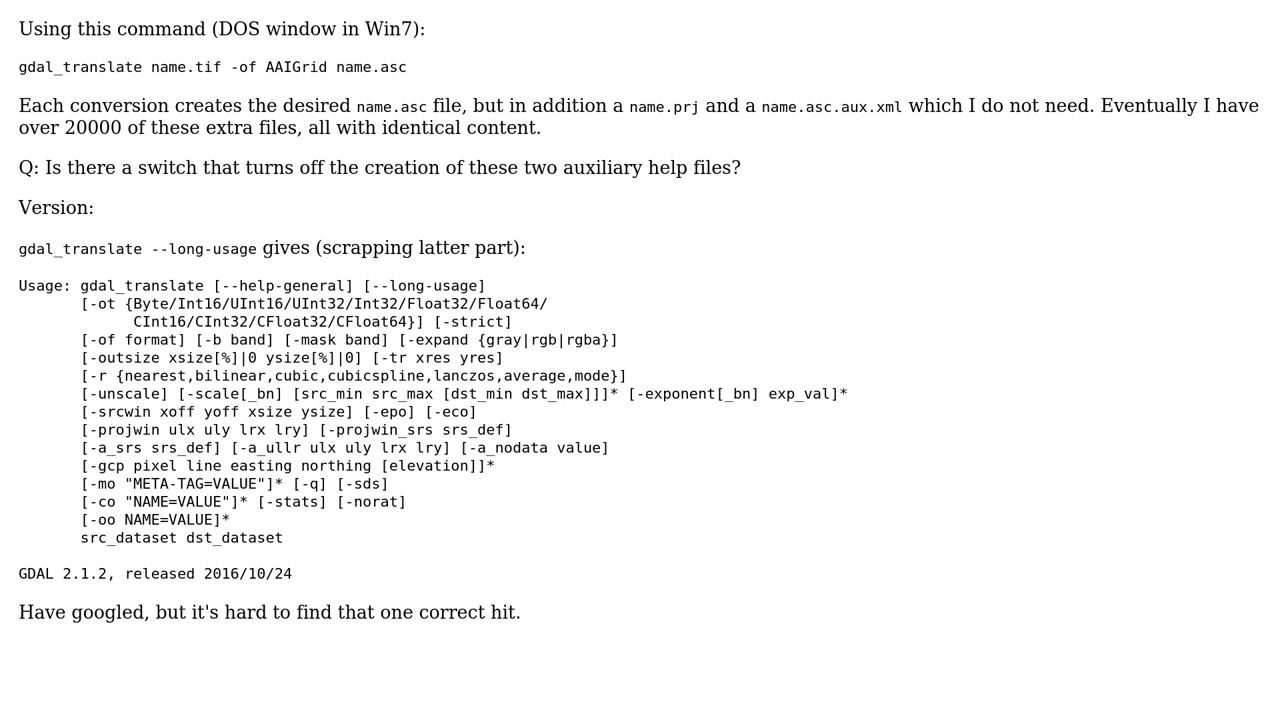 Using this command (DOS window in Win7):
gdal_translate name.tif -of AAIGrid name.asc
Each conversion creates the desired name.asc file, but in addition a name.prj and a name.asc.aux.xml which I do not need. Eventually I have
over 20000 of these extra files, all with identical content.
Q: Is there a switch that turns off the creation of these two auxiliary help files?
Version:
gdal_translate --long-usage gives (scrapping latter part):
Usage: gdal_translate [--help-general] [--long-usage]
       [-ot {Byte/Int16/UInt16/UInt32/Int32/Float32/Float64/
             CInt16/CInt32/CFloat32/CFloat64}] [-strict]
       [-of format] [-b band] [-mask band] [-expand {gray|rgb|rgba}]
       [-outsize xsize[%]|0 ysize[%]|0] [-tr xres yres]
       [-r {nearest,bilinear,cubic,cubicspline,lanczos,average,mode}]
       [-unscale] [-scale[_bn] [src_min src_max [dst_min dst_max]]]* [-exponent[_bn] exp_val]*
       [-srcwin xoff yoff xsize ysize] [-epo] [-eco]
       [-projwin ulx uly lrx lry] [-projwin_srs srs_def]
       [-a_srs srs_def] [-a_ullr ulx uly lrx lry] [-a_nodata value]
       [-gcp pixel line easting northing [elevation]]*
       [-mo "META-TAG=VALUE"]* [-q] [-sds]
       [-co "NAME=VALUE"]* [-stats] [-norat]
       [-oo NAME=VALUE]*
       src_dataset dst_dataset
GDAL 2.1.2, released 2016/10/24
Have googled, but it's hard to find that one correct hit.